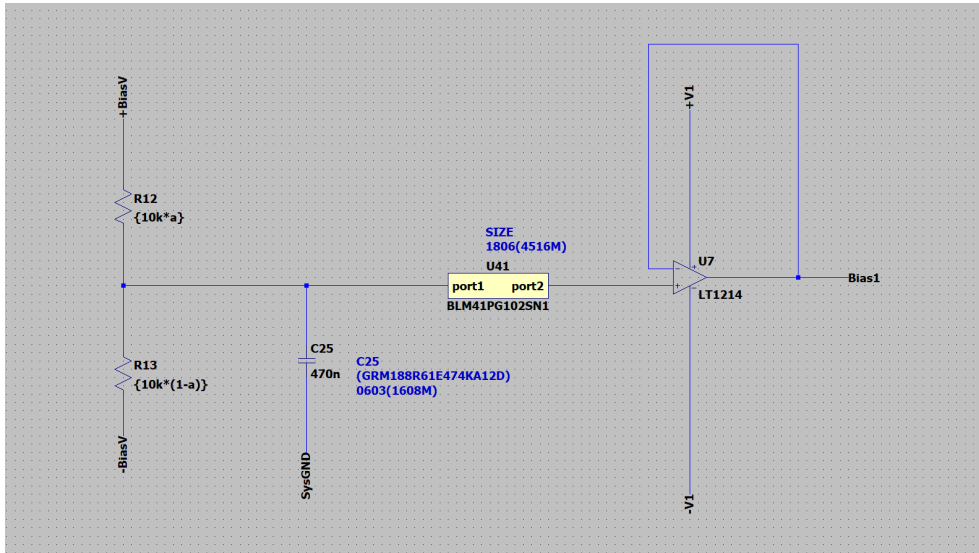 +BiasV
+V1
R12
{10k*a}
SIZE
1806(4516M)
U41
port1 port2
BLM41PG102SN1
U7
LT1214
Bias1
C25
470n
C25
(GRM188R61E474KA12D)
0603(1608M)
R13
{10k*(1-a)}
-BiasV
SysGND
-V1